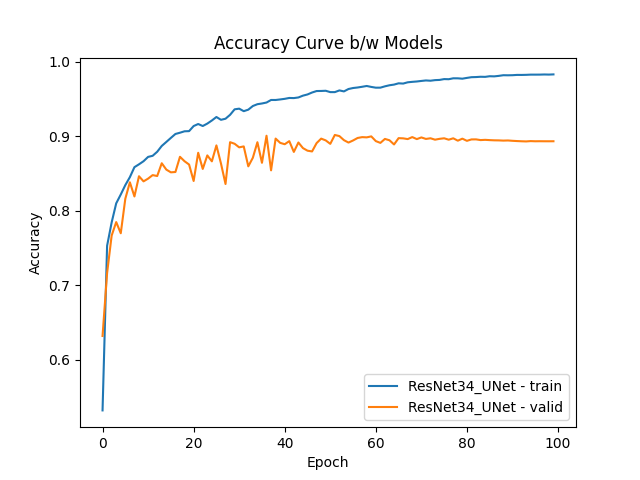 Accuracy Curve b/w Models
1.0
0.9
0.8
0.7
0.6
Accuracy
0
20
40
60
80
100
Epoch
ResNet34_UNet - train
ResNet34_UNet - valid